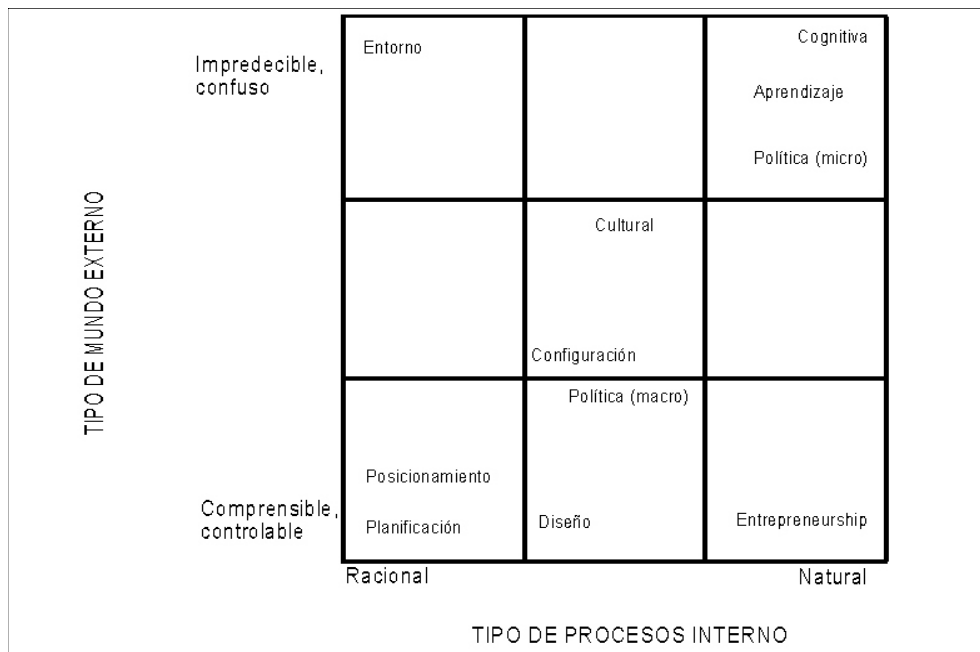 Entorno
Cognitiva
Impredecible,
confuso
Aprendizaje
Política (micro)
TIPO DE MUNDO EXTERNO
Cultural
Configuración
Política (macro)
Posicionamiento
Comprensible,
controlable
Planificación
Diseño
Entrepreneurship
Racional
Natural
TIPO DE PROCESOS INTERNO